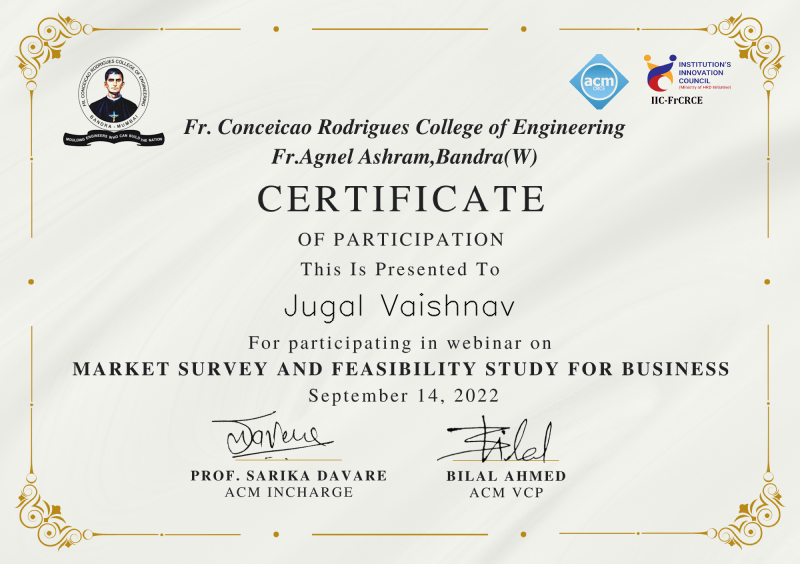 FR. CONCEICAO RODRIGUES COLLEGE OF ENGINEERING
BANDRA - MUMBAI
MOULDING ENGINEERS WHO CAN BUILD THE NATION
acm
CRCE
INSTITUTION'S
INNOVATION
COUNCIL
(Ministry of HRD Initiative)
IIC-FrCRCE
Fr. Conceicao Rodrigues College of Engineering
Fr.Agnel Ashram,Bandra(W)
CERTIFICATE
OF PARTICIPATION
This Is Presented To
Jugal Vaishnav
For participating in webinar on
MARKET SURVEY AND FEASIBILITY STUDY FOR BUSINESS
September 14, 2022
Davare
Bilal
PROF. SARIKA DAVARE
BILAL AHMED
ACM INCHARGE
ACM VCP